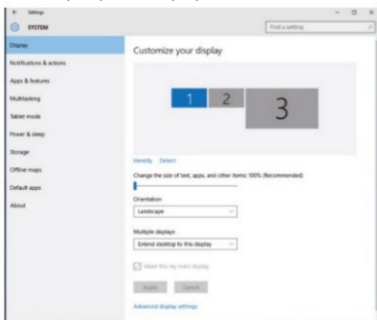 Settings
SYSTEM
Find a setting
Display
Notifications & actions
Apps & features
Multitasking
Tablet mode
Power & sleep
Storage
Offline maps
Default apps
About
Customize your display
1 2 3
Identify Detect
Change the size of text, apps, and other items: 100% (Recommended)
Orientation
Landscape
Multiple displays
Extend desktop to this display
Make this my main display
Apply Cancel
Advanced display settings